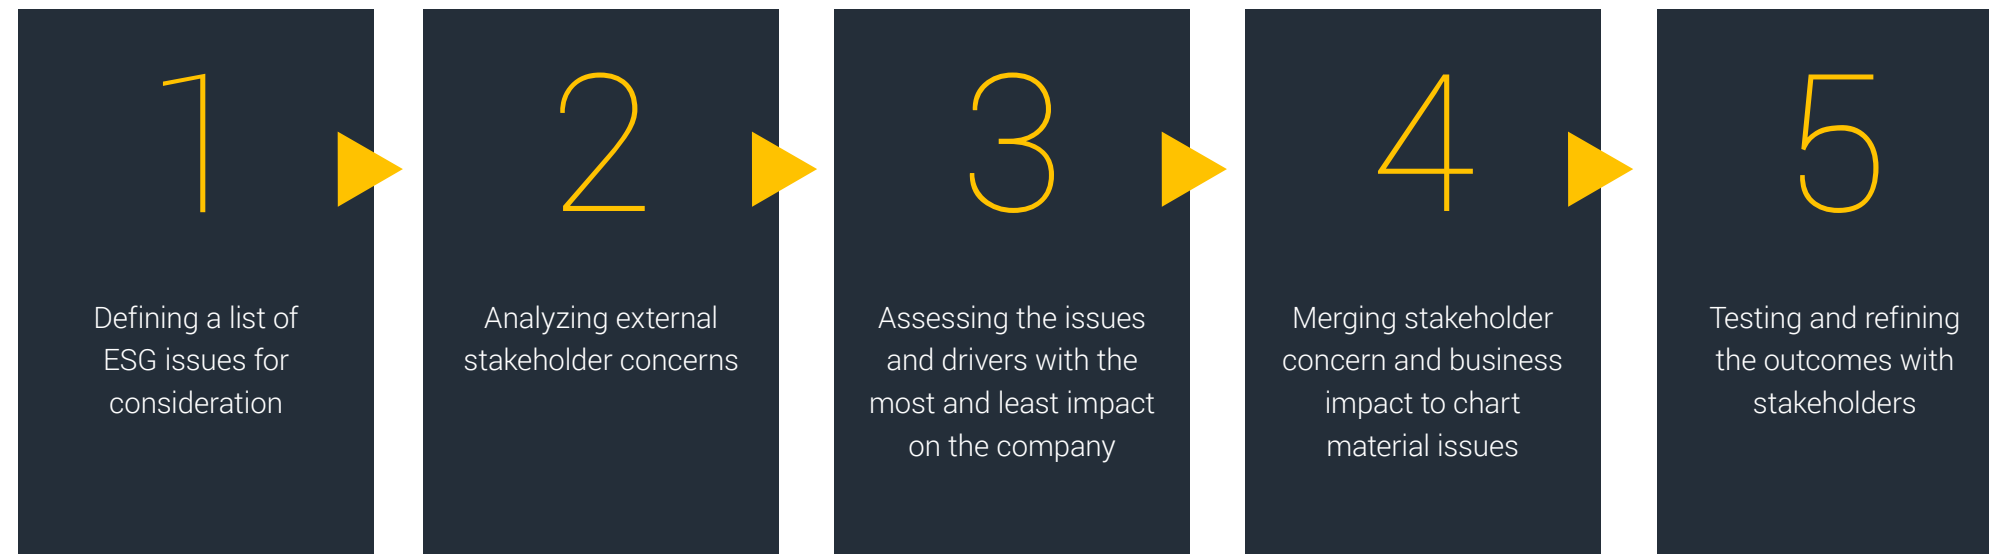 1
Defining a list of
ESG issues for
consideration
2
Analyzing external
stakeholder concerns
3
Assessing the issues
and drivers with the
most and least impact
on the company
4
Merging stakeholder
concern and business
impact to chart
material issues
5
Testing and refining
the outcomes with
stakeholders